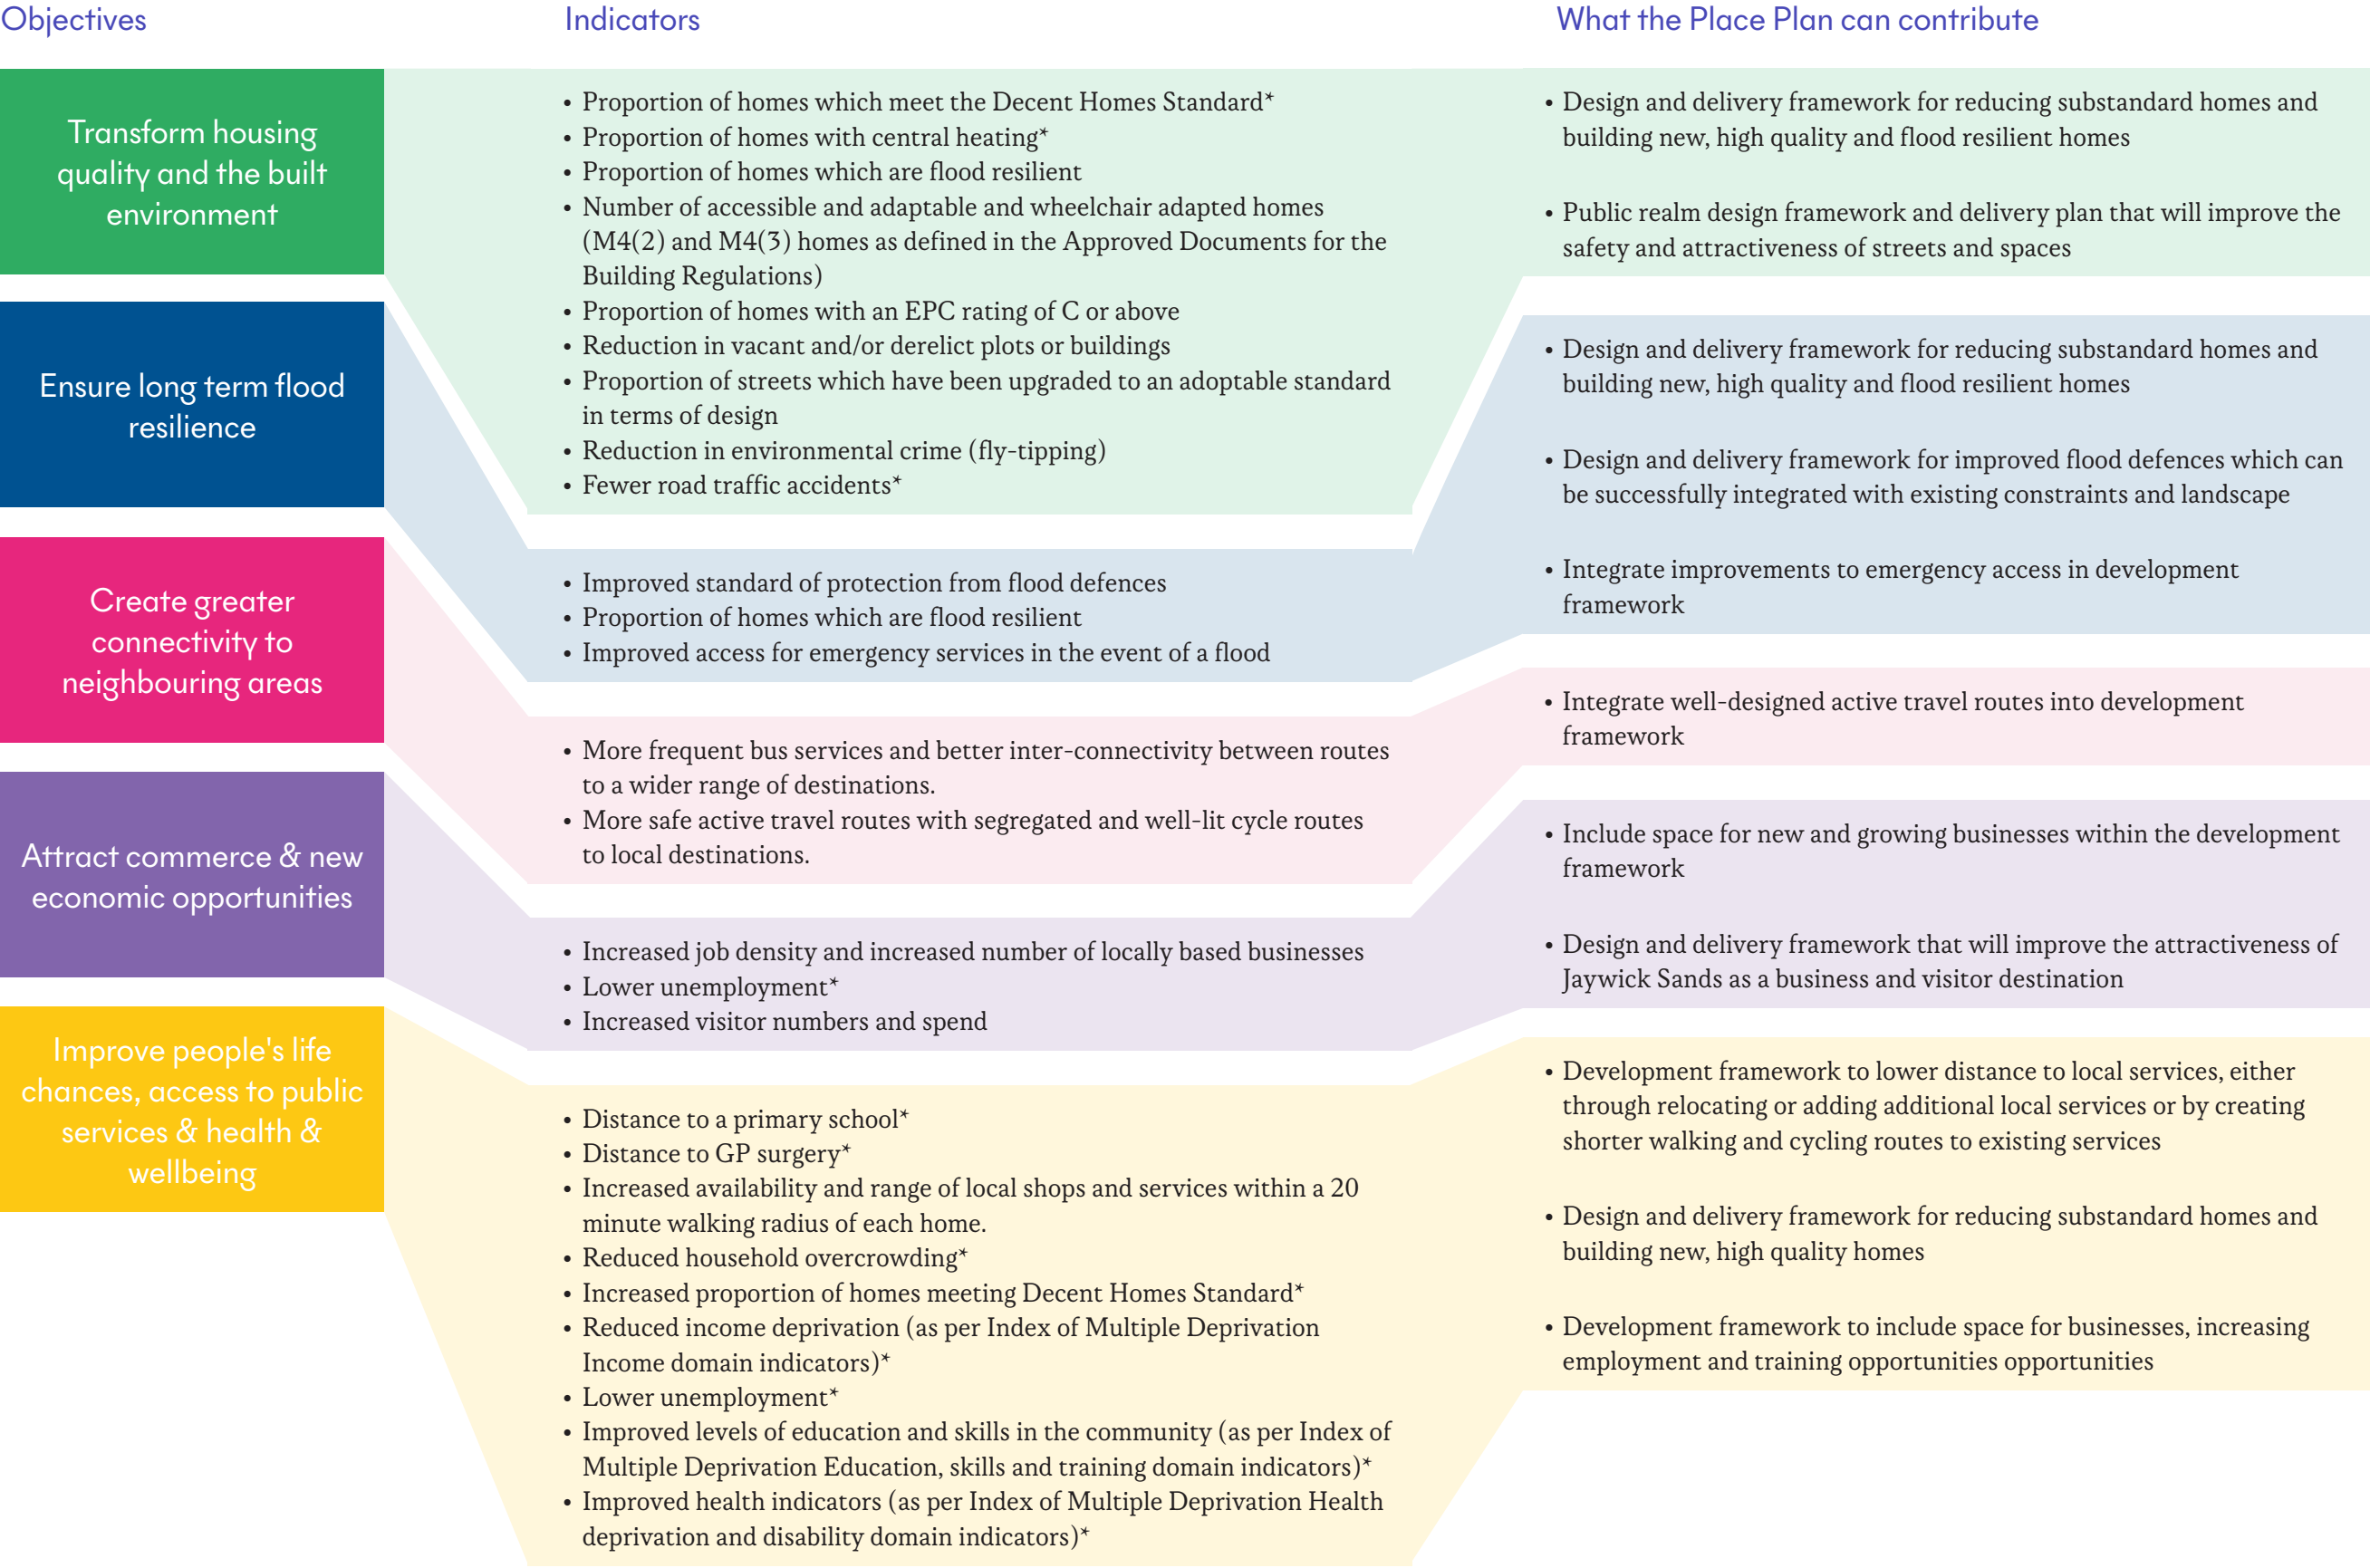 Objectives
Indicators
What the Place Plan can contribute
Transform housing
quality and the built
environment
• Proportion of homes which meet the Decent Homes Standard*
• Proportion of homes with central heating*
• Proportion of homes which are flood resilient
• Number of accessible and adaptable and wheelchair adapted homes
(M4(2) and M4(3) homes as defined in the Approved Documents for the
Building Regulations)
• Proportion of homes with an EPC rating of C or above
• Reduction in vacant and/or derelict plots or buildings
• Proportion of streets which have been upgraded to an adoptable standard
in terms of design
• Reduction in environmental crime (fly-tipping)
• Fewer road traffic accidents*
• Design and delivery framework for reducing substandard homes and
building new, high quality and flood resilient homes
• Public realm design framework and delivery plan that will improve the
safety and attractiveness of streets and spaces
Ensure long term flood
resilience
• Improved standard of protection from flood defences
• Proportion of homes which are flood resilient
• Improved access for emergency services in the event of a flood
• Design and delivery framework for reducing substandard homes and
building new, high quality and flood resilient homes
• Design and delivery framework for improved flood defences which can
be successfully integrated with existing constraints and landscape
• Integrate improvements to emergency access in development
framework
Create greater
connectivity to
neighbouring areas
• More frequent bus services and better inter-connectivity between routes
to a wider range of destinations.
• More safe active travel routes with segregated and well-lit cycle routes
to local destinations.
• Integrate well-designed active travel routes into development
framework
Attract commerce & new
economic opportunities
• Increased job density and increased number of locally based businesses
• Lower unemployment*
• Increased visitor numbers and spend
• Include space for new and growing businesses within the development
framework
• Design and delivery framework that will improve the attractiveness of
Jaywick Sands as a business and visitor destination
Improve people's life
chances, access to public
services & health &
wellbeing
• Distance to a primary school*
• Distance to GP surgery*
• Increased availability and range of local shops and services within a 20
minute walking radius of each home.
• Reduced household overcrowding*
• Increased proportion of homes meeting Decent Homes Standard*
• Reduced income deprivation (as per Index of Multiple Deprivation
Income domain indicators)*
• Lower unemployment*
• Improved levels of education and skills in the community (as per Index of
Multiple Deprivation Education, skills and training domain indicators)*
• Improved health indicators (as per Index of Multiple Deprivation Health
deprivation and disability domain indicators)*
• Development framework to lower distance to local services, either
through relocating or adding additional local services or by creating
shorter walking and cycling routes to existing services
• Design and delivery framework for reducing substandard homes and
building new, high quality homes
• Development framework to include space for businesses, increasing
employment and training opportunities opportunities